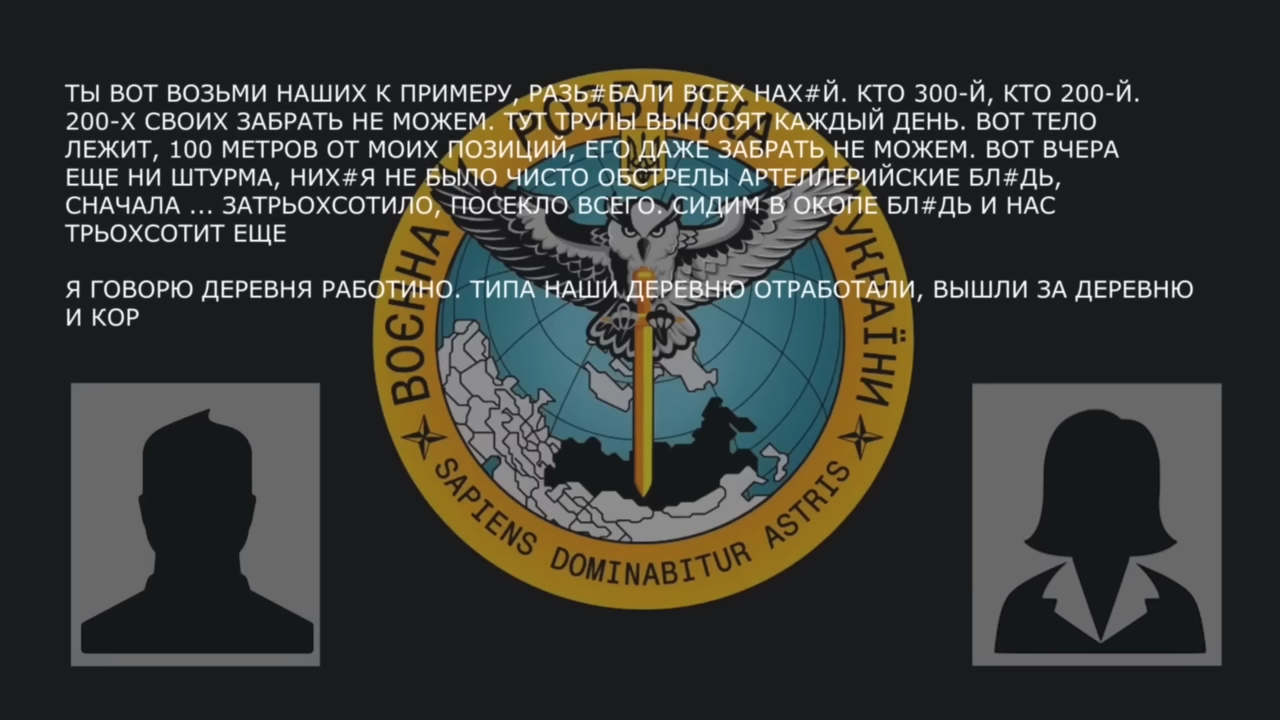 ТЫ ВОТ ВОЗЬМИ НАШИХ К ПРИМЕРУ, РАЗЬ#БАЛИ ВСЕХ НАХ#Й. КТО 300-Й, КТО 200-Й.
200-Х СВОИХ ЗАБРАТЬ НЕ МОЖЕМ. ТУТ ТРУПЫ ВЫНОСЯТ КАЖДЫЙ ДЕНЬ. ВОТ ТЕЛО
ЛЕЖИТ, 100 МЕТРОВ ОТ МОИХ ПОЗИЦИЙ, ЕГО ДАЖЕ ЗАБРАТЬ НЕ МОЖЕМ. ВОТ ВЧЕРА
ЕЩЕ НИ ШТУРМА, НИХ#Я НЕ БЫЛО ЧИСТО ОБСТРЕЛЫ АРТЕЛЛЕРИЙСКИЕ БЛ#ДЬ,
СНАЧАЛА ... ЗАТРЬОХСОТИЛО, ПОСЕКЛО ВСЕГО. СИДИМ В ОКОПЕ БЛ#ДЬ И НАС
ТРЬОХСОТИТ ЕЩЕ
Я ГОВОРЮ ДЕРЕВНЯ РАБОТИНО. ТИПА НАШИ ДЕРЕВНЮ ОТРАБОТАЛИ, ВЫШЛИ ЗА ДЕРЕВНЮ
И КОР
ВОЄННА РОЗВІДКА УКРАЇНИ
SAPIENS DOMINABITUR ASTRIS